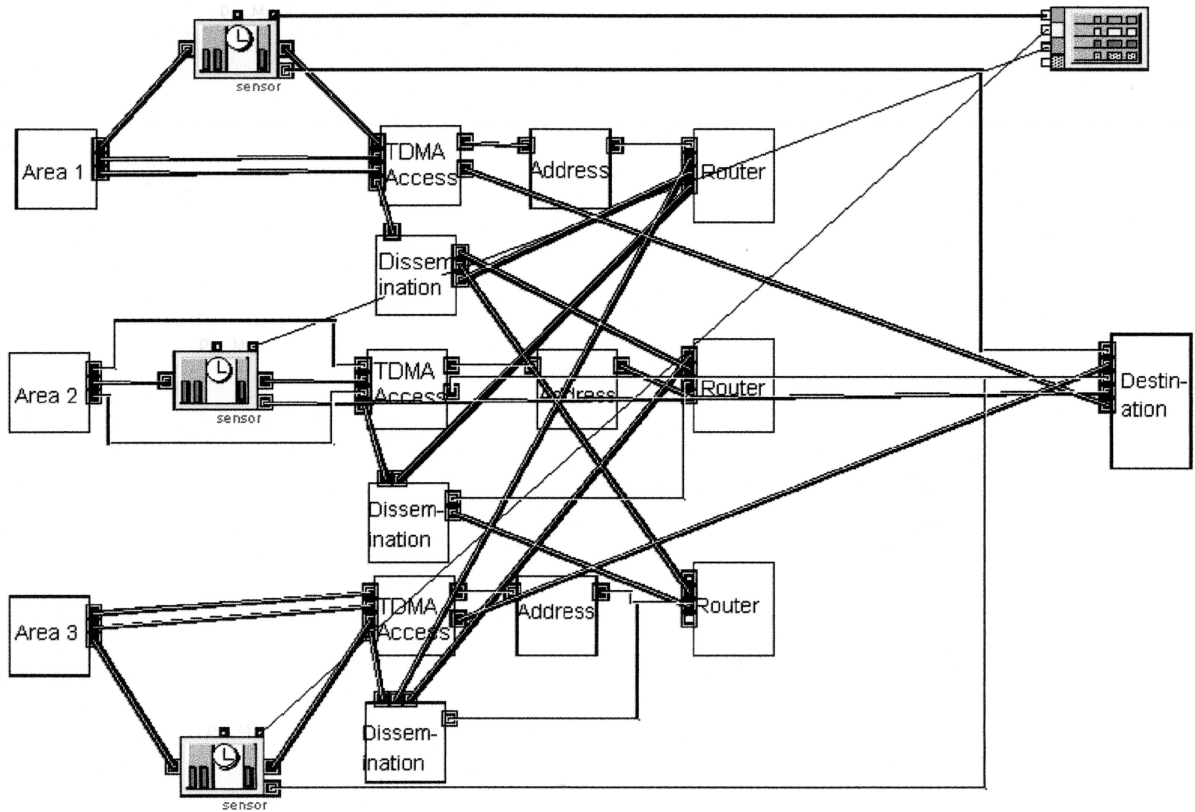 sensor
Area 1
TDMA
Access
Address
Router
Dissem-
ination
Area 2
sensor
TDMA
Access
Address
Router
Destin-
ation
Dissem-
ination
Area 3
TDMA
Access
Address
Router
Dissem-
ination
sensor